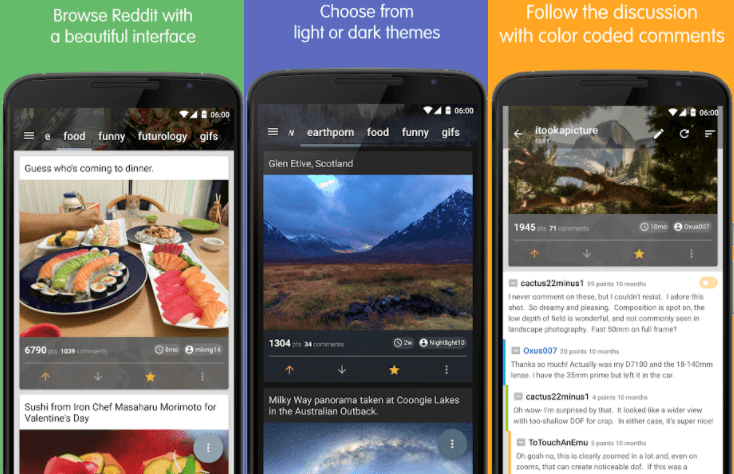 Browse Reddit with
a beautiful interface
06:00
e food funny futurology gifs
Guess who's coming to dinner.
6790 pts 1039 comments 8mo mlong14
Sushi from Iron Chef Masaharu Morimoto for
Valentine's Day
Choose from
light or dark themes
06:00
w earthporn food funny gifs
Glen Etive, Scotland
1304 pts 34 comments 2w Nightlight10
Milky Way panorama taken at Coongie Lakes
in the Australian Outback.
Follow the discussion
with color coded comments
06:00
itookapicture
1945 pts 71 comments 10mo Oxus007
cactus22minus1 59 points 10 months
I never comment on these, but I couldn't resist. I adore this
shot. So dreamy and pleasing. Composition is spot on, the
low depth of field is wonderful, and not commonly seen in
landscape photography. Fast 50mm on full frame?
Oxus007 20 points 10 months
Thanks so much! Actually was my D7100 and the 18-140mm
lense. I have the 35mm prime but left it in the car.
cactus22minus1 4 points 10 months
Oh wow- I'm surprised by that. It looked like a wider view
with too-shallow DOF for crop. In either case, it's super nice!
ToTouchAnEmu 5 points 10 months
Oh goah no, this is clearly zoomed in a lot and, even on
zooms, that can create noticeable dof. If this was a